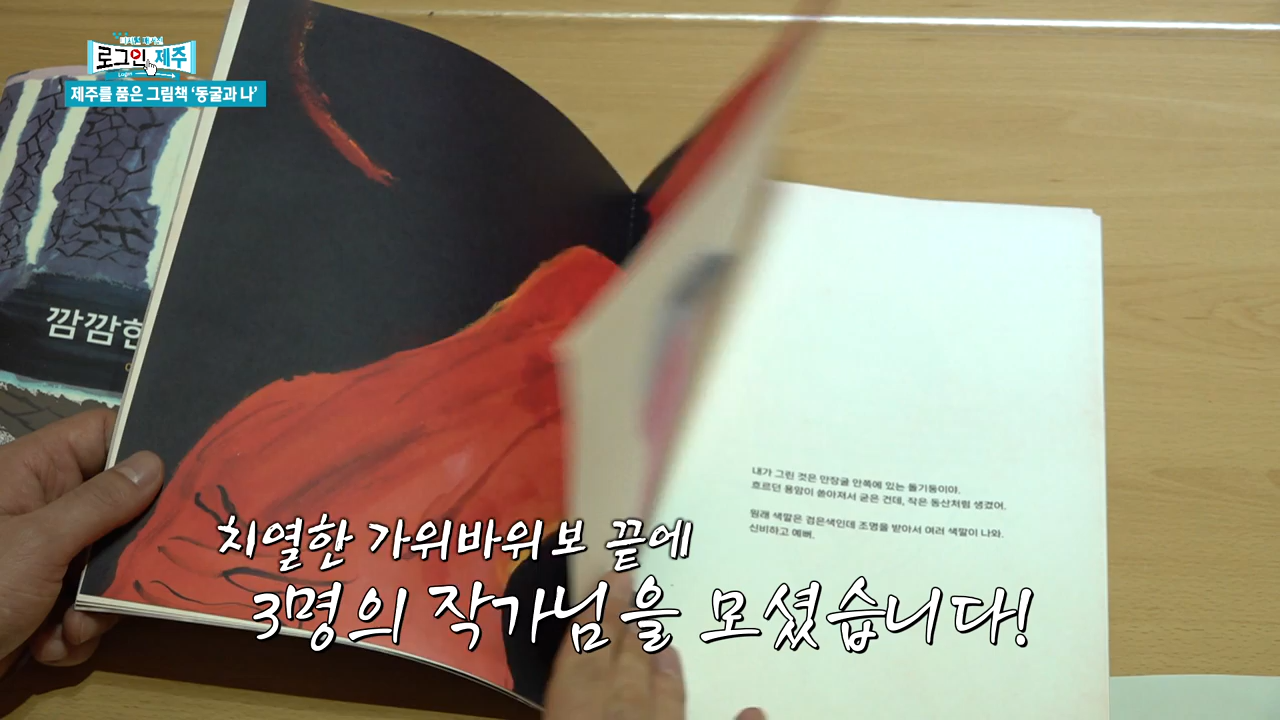 로그인 제주
Login
제주를 품은 그림책 ‘동굴과 나’
깜깜한
내가 그린 것은 만장굴 안쪽에 있는 돌기둥이야.
흐르던 용암이 쏟아져서 굳은 건데, 작은 동산처럼 생겼어.
원래 색깔은 검은색인데 조명을 받아서 여러 색깔이 나와.
신비하고 예뻐.
치열한 가위바위보 끝에
3명의 작가님을 모셨습니다!